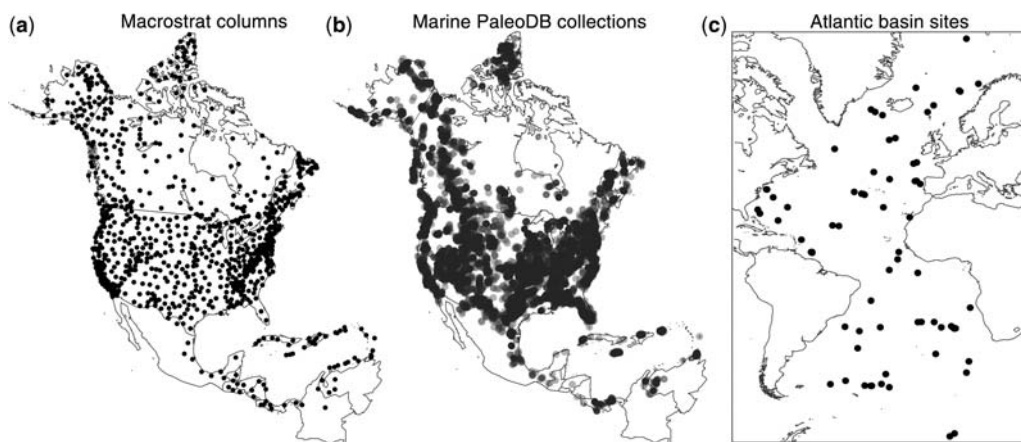 (a) Macrostrat columns
(b) Marine PaleoDB collections
(c) Atlantic basin sites